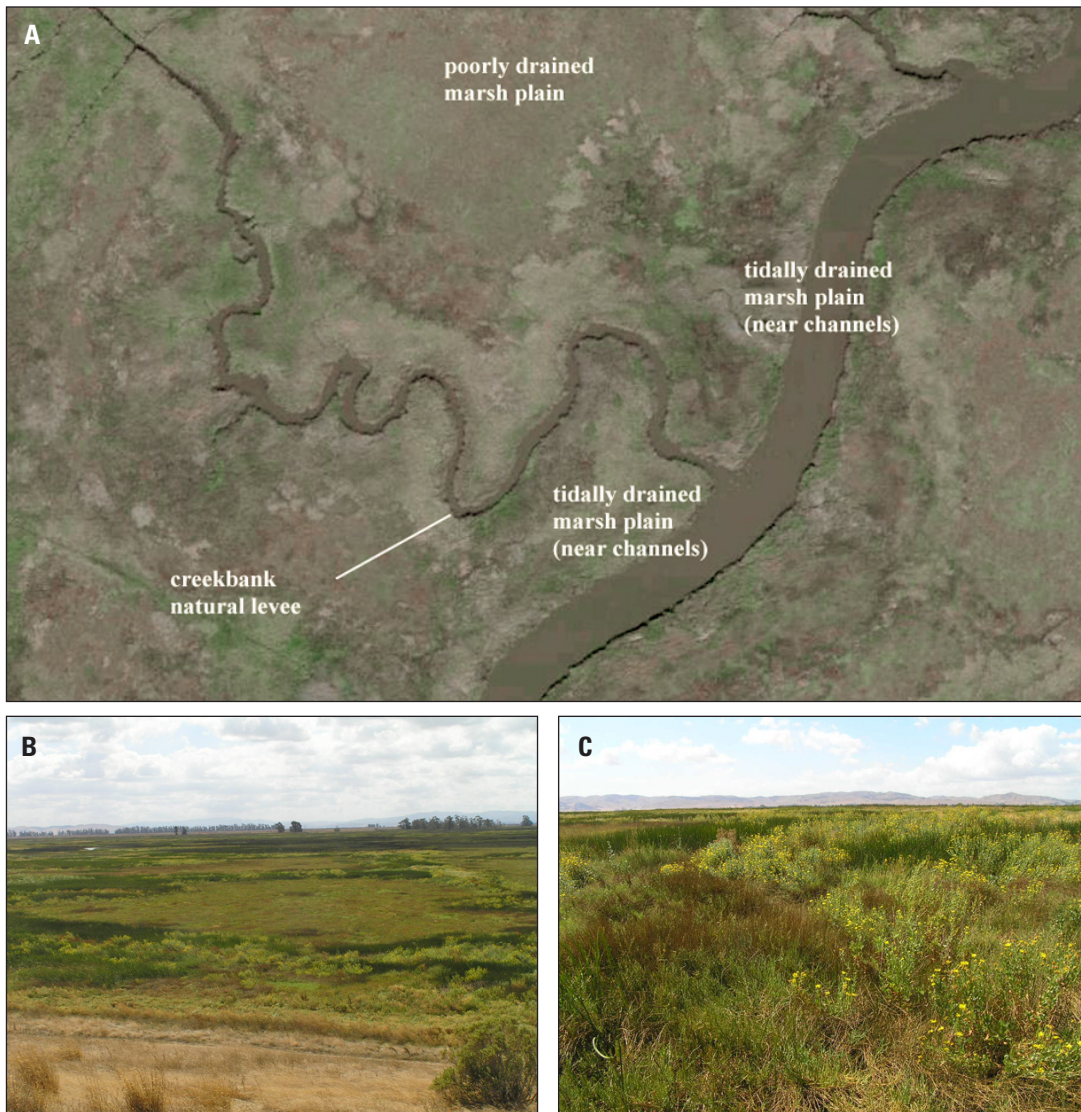 A
poorly drained
marsh plain
tidally drained
marsh plain
(near channels)
tidally drained
marsh plain
(near channels)
creekbank
natural levee
B
C